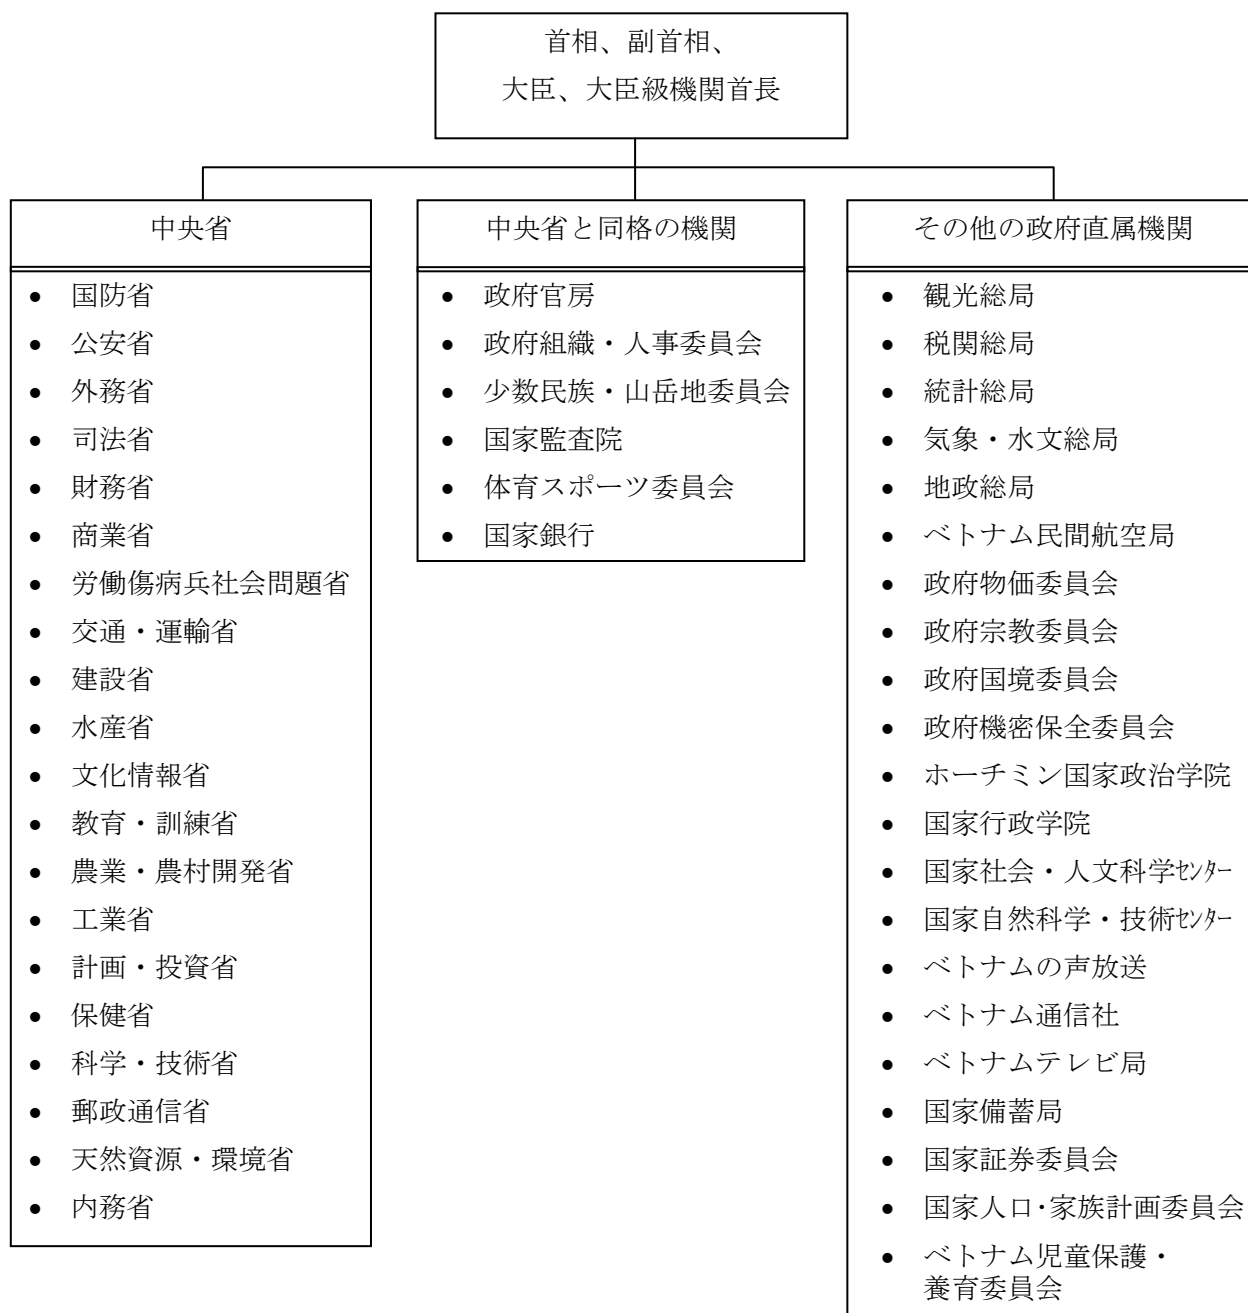 首相、副首相、
大臣、大臣級機関首長
中央省
• 国防省
• 公安省
• 外務省
• 司法省
• 財務省
• 商業省
• 労働傷病兵社会問題省
• 交通・運輸省
• 建設省
• 水産省
• 文化情報省
• 教育・訓練省
• 農業・農村開発省
• 工業省
• 計画・投資省
• 保健省
• 科学・技術省
• 郵政通信省
• 天然資源・環境省
• 内務省
中央省と同格の機関
• 政府官房
• 政府組織・人事委員会
• 少数民族・山岳地委員会
• 国家監査院
• 体育スポーツ委員会
• 国家銀行
その他の政府直属機関
• 観光総局
• 税関総局
• 統計総局
• 気象・水文総局
• 地政総局
• ベトナム民間航空局
• 政府物価委員会
• 政府宗教委員会
• 政府国境委員会
• 政府機密保全委員会
• ホーチミン国家政治学院
• 国家行政学院
• 国家社会・人文科学ｾﾝﾀｰ
• 国家自然科学・技術ｾﾝﾀｰ
• ベトナムの声放送
• ベトナム通信社
• ベトナムテレビ局
• 国家備蓄局
• 国家証券委員会
• 国家人口･家族計画委員会
• ベトナム児童保護・
養育委員会